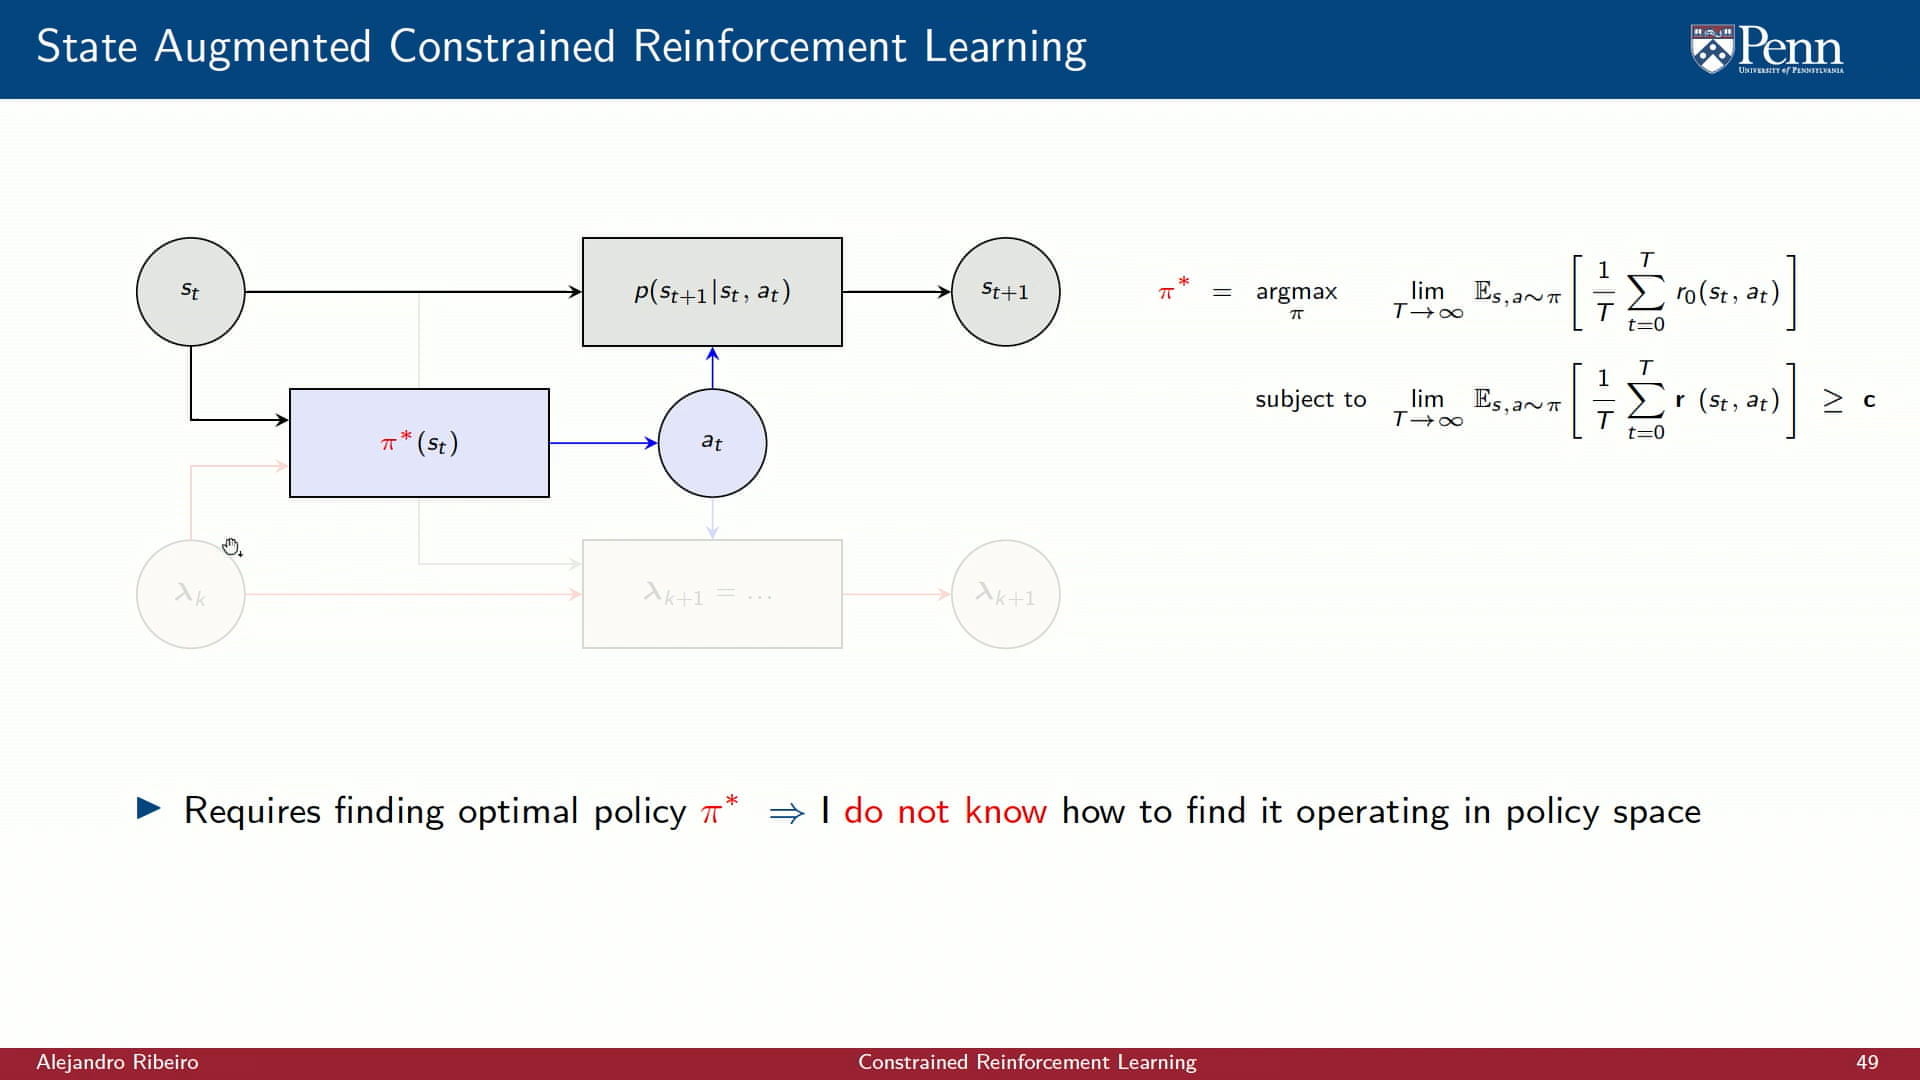 State Augmented Constrained Reinforcement Learning
Penn
UNIVERSITY of PENNSYLVANIA
s_t
p(s_{t+1}|s_t, a_t)
s_{t+1}
π* = argmax_π lim_{T→∞} 𝔼_{s,a∼π} [ 1/T ∑_{t=0}^{T} r_0(s_t, a_t) ]
subject to lim_{T→∞} 𝔼_{s,a∼π} [ 1/T ∑_{t=0}^{T} r (s_t, a_t) ] ≥ c
π*(s_t)
a_t
λ_k
λ_{k+1} = ...
λ_{k+1}
▶ Requires finding optimal policy π* ⇒ I do not know how to find it operating in policy space
Alejandro Ribeiro
Constrained Reinforcement Learning
49